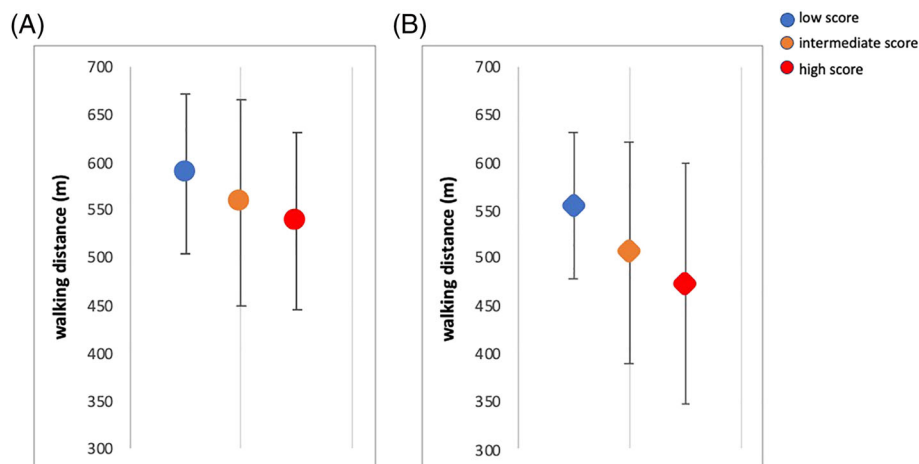 (A)
walking distance (m)
700
650
600
550
500
450
400
350
300
(B)
walking distance (m)
700
650
600
550
500
450
400
350
300
low score
intermediate score
high score